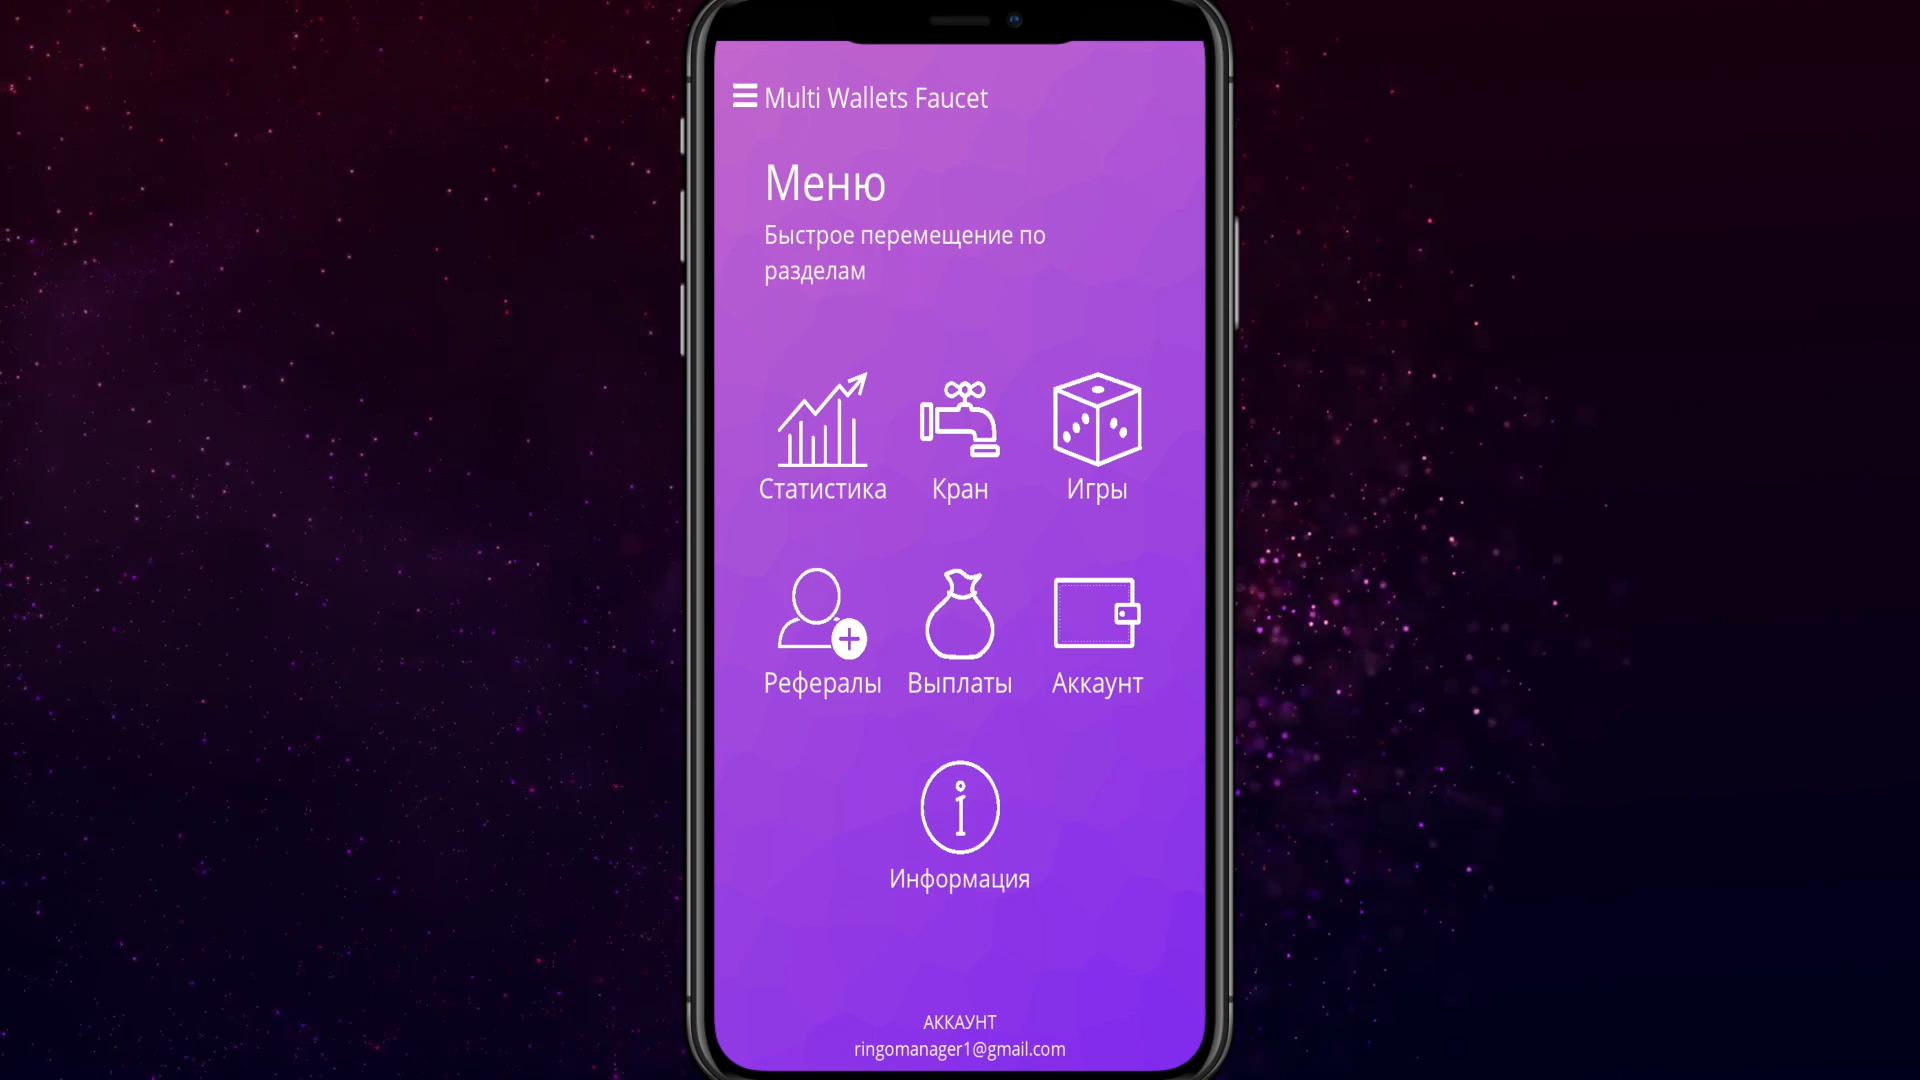 Multi Wallets Faucet
Меню
Быстрое перемещение по
разделам
Статистика
Кран
Игры
Рефералы
Выплаты
Аккаунт
Информация
АККАУНТ
ringomanager1@gmail.com